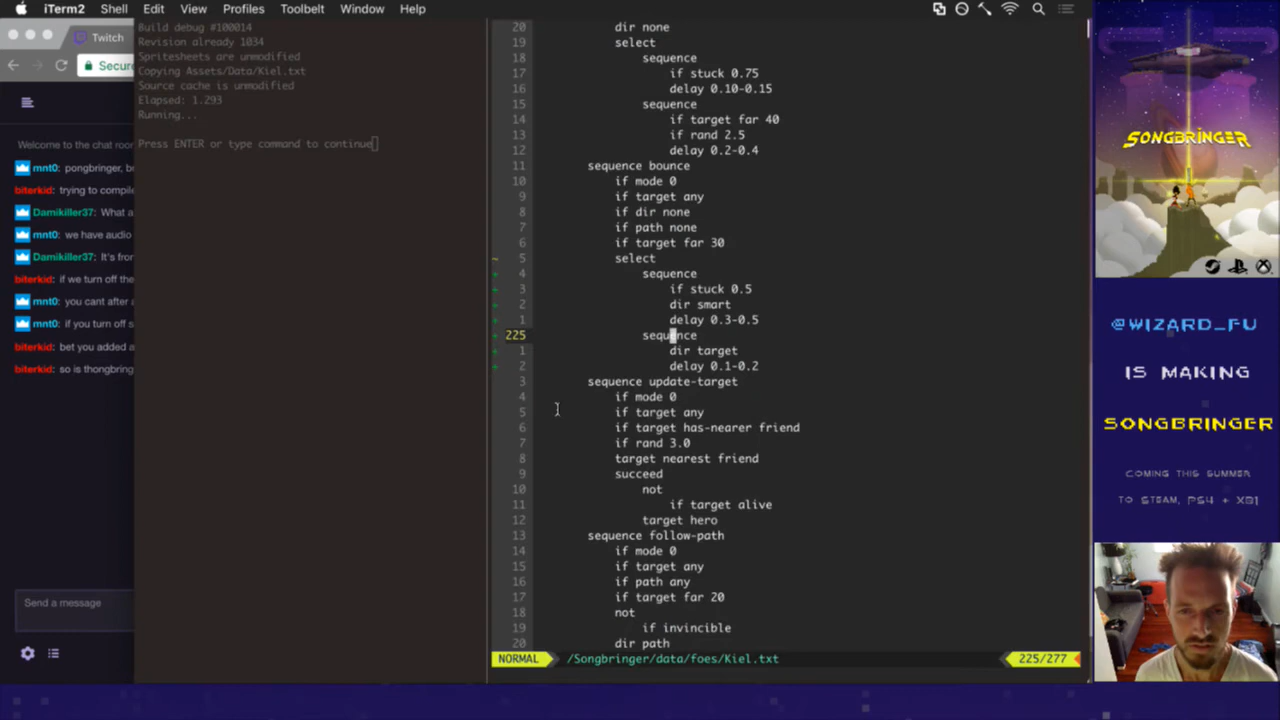 iTerm2 Shell Edit View Profiles Toolbelt Window Help
Twitch
Secure
Welcome to the chat roo
mnt0: pongbringer, b
biterkid: trying to compile
Damikiller37: What a
mnt0: we have audio
Damikiller37: It's fror
biterkid: if we turn off the
mnt0: you cant after a
mnt0: if you turn off s
biterkid: bet you added a
biterkid: so is thongbring
Send a message
Build debug #100014
Revision already 1034
Spritesheets are unmodified
Copying Assets/Data/Kiel.txt
Source cache is unmodified
Elapsed: 1.293
Running...
Press ENTER or type command to continue
20 dir none
19 select
18 sequence
17 if stuck 0.75
16 delay 0.10-0.15
15 sequence
14 if target far 40
13 if rand 2.5
12 delay 0.2-0.4
11 sequence bounce
10 if mode 0
9 if target any
8 if dir none
7 if path none
6 if target far 30
~ 5 select
+ 4 sequence
+ 3 if stuck 0.5
+ 2 dir smart
+ 1 delay 0.3-0.5
+ 225 sequence
+ 1 dir target
+ 2 delay 0.1-0.2
3 sequence update-target
4 if mode 0
5 if target any
6 if target has-nearer friend
7 if rand 3.0
8 target nearest friend
9 succeed
10 not
11 if target alive
12 target hero
13 sequence follow-path
14 if mode 0
15 if target any
16 if path any
17 if target far 20
18 not
19 if invincible
20 dir path
NORMAL /Songbringer/data/foes/Kiel.txt 225/277
SONGBRINGER
@WIZARD_FU
IS MAKING
SONGBRINGER
COMING THIS SUMMER
TO STEAM, PS4 + XB1